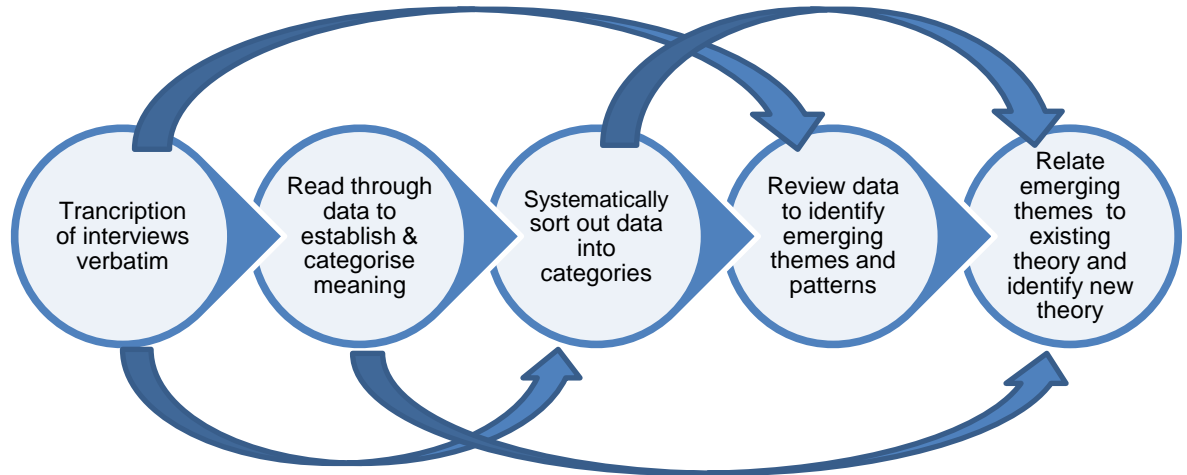 Trancription
of interviews
verbatim
Read through
data to
establish &
categorise
meaning
Systematically
sort out data
into
categories
Review data
to identify
emerging
themes and
patterns
Relate
emerging
themes to
existing
theory and
identify new
theory